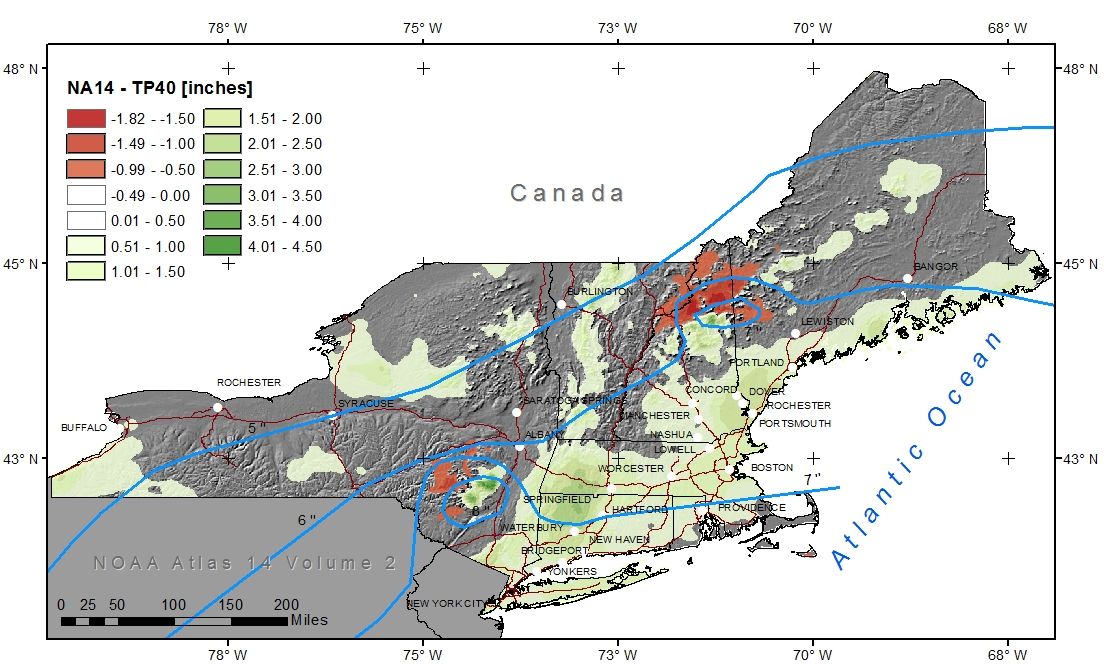 78° W 75° W 73° W 70° W 68° W
48° N 48° N
NA14 - TP40 [inches]
-1.82 - -1.50 1.51 - 2.00
-1.49 - -1.00 2.01 - 2.50
-0.99 - -0.50 2.51 - 3.00
-0.49 - 0.00 3.01 - 3.50
0.01 - 0.50 3.51 - 4.00
0.51 - 1.00 4.01 - 4.50
1.01 - 1.50
Canada
45° N 45° N
BANGOR
BURLINGTON
LEWISTON
7"
PORTLAND
ROCHESTER
CONCORD DOVER
SYRACUSE SARATOGA SPRINGS ROCHESTER
MANCHESTER
PORTSMOUTH
BUFFALO 5" ALBANY NASHUA
LOWELL
43° N 43° N
WORCESTER BOSTON
7"
SPRINGFIELD
8" HARTFORD PROVIDENCE
6"
WATERBURY
NEW HAVEN
BRIDGEPORT
Atlantic Ocean
NOAA Atlas 14 Volume 2
YONKERS
NEW YORK CITY
0 25 50 100 150 200
Miles
78° W 75° W 73° W 70° W 68° W